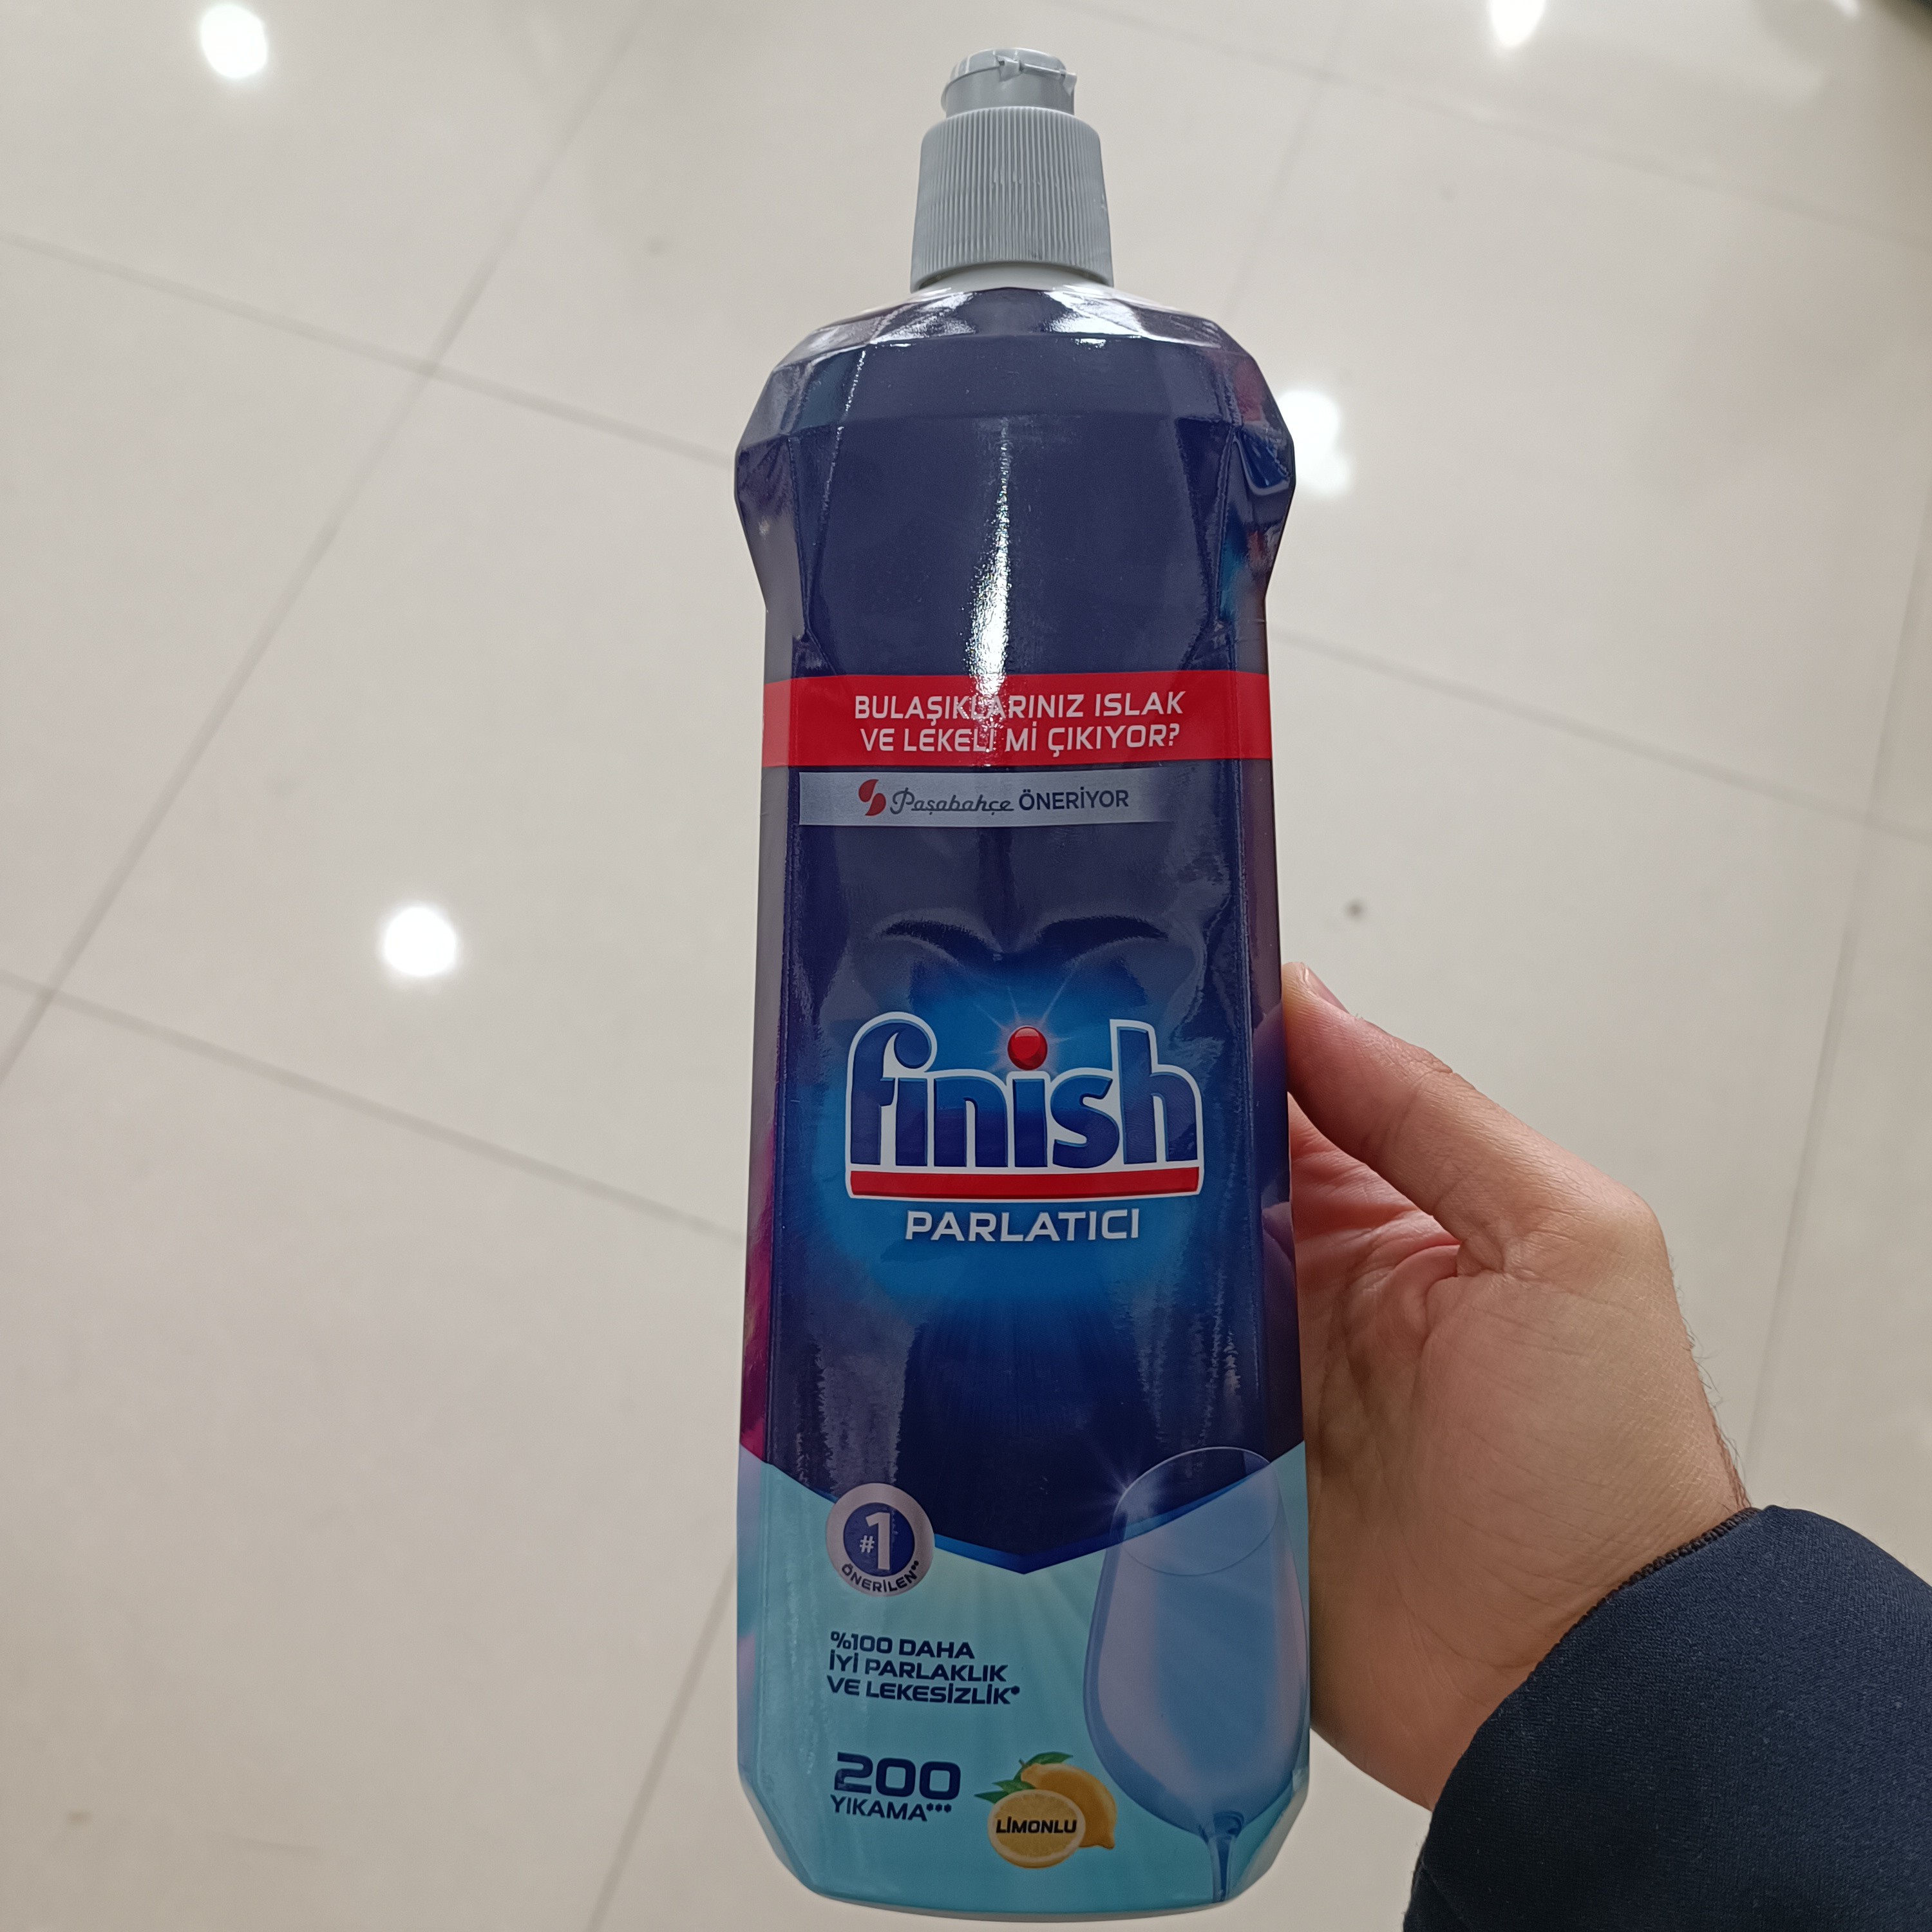 BULAŞIKLARINIZ ISLAK
VE LEKELİ Mİ ÇIKIYOR?
Paşabahçe ÖNERİYOR
finish
PARLATICI
#1
ÖNERİLEN**
%100 DAHA
İYİ PARLAKLIK
VE LEKESİZLİK*
200
YIKAMA***
LİMONLU